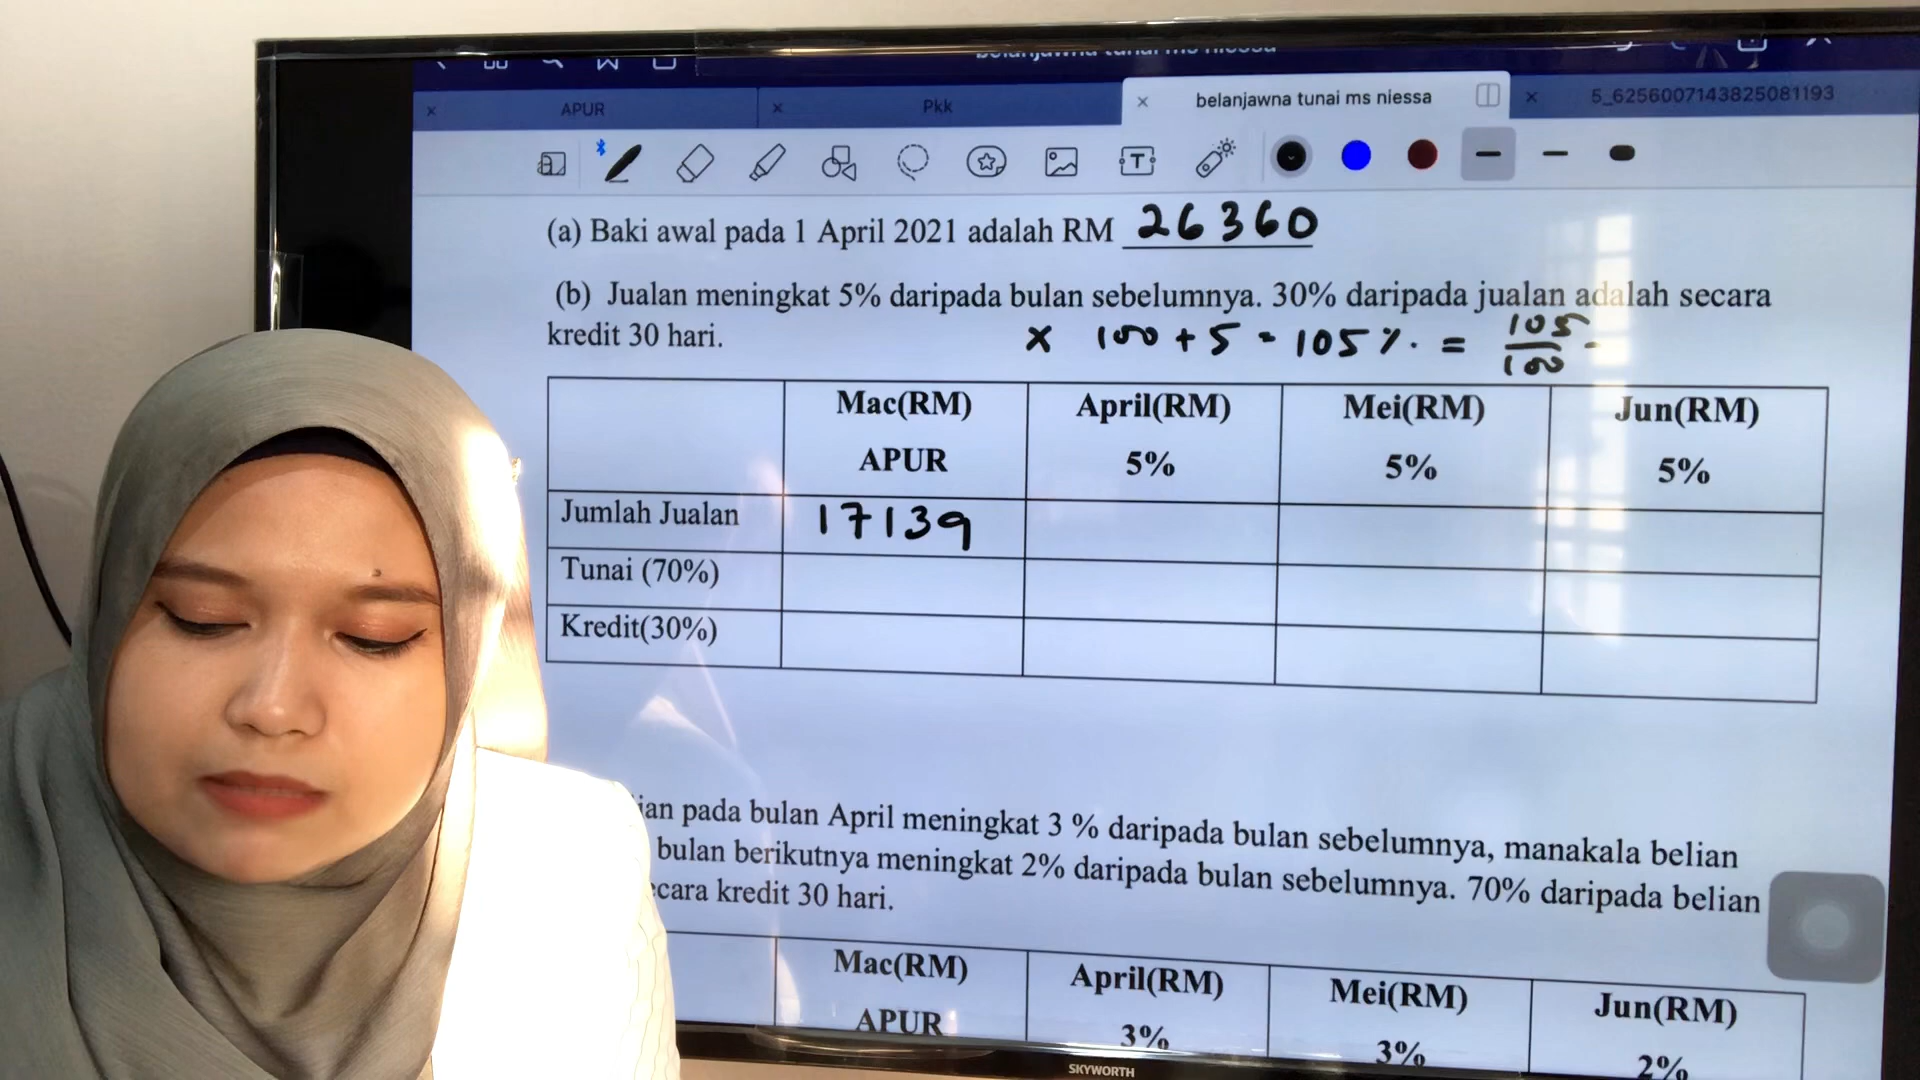 APUR
Pkk
belanjawna tunai ms niessa
5_6256007143825081193
(a) Baki awal pada 1 April 2021 adalah RM 26360
(b) Jualan meningkat 5% daripada bulan sebelumnya. 30% daripada jualan adalah secara
kredit 30 hari.
x 100 + 5 = 105 %. = 105/100
Mac(RM) April(RM) Mei(RM) Jun(RM)
APUR 5% 5% 5%
Jumlah Jualan 17139
Tunai (70%)
Kredit(30%)
pada bulan April meningkat 3 % daripada bulan sebelumnya, manakala belian
bulan berikutnya meningkat 2% daripada bulan sebelumnya. 70% daripada belian
kredit 30 hari.
Mac(RM) April(RM) Mei(RM) Jun(RM)
APUR 3% 3% 2%
SKYWORTH